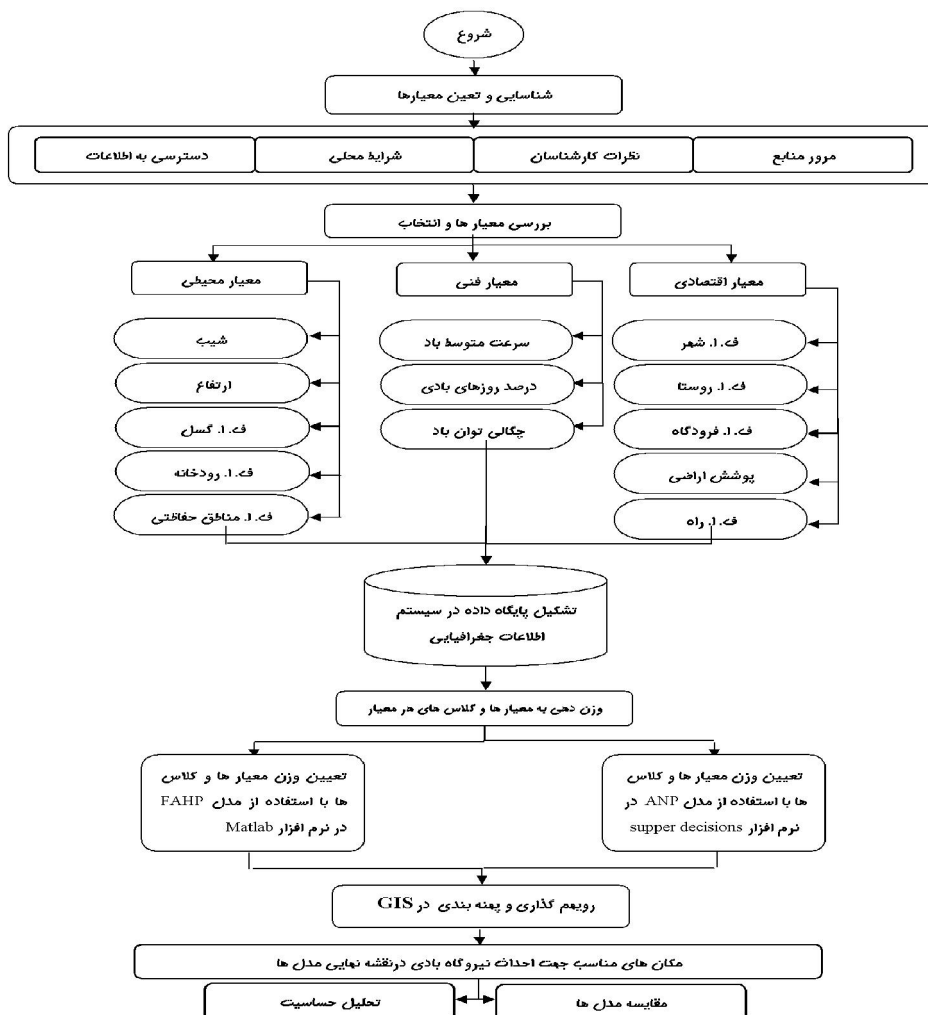 شروع
شناسایی و تعین معیارها
مرور منابع
نظرات کارشناسان
شرایط محلی
دسترسی به اطلاعات
بررسی معیار ها و انتخاب
معیار اقتصادی
معیار فنی
معیار محیطی
ف.ا. شهر
ف.ا. روستا
ف.ا. فرودگاه
پوشش اراضی
ف.ا. راه
سرعت متوسط باد
درصد روزهای بادی
چگالی توان باد
شیب
ارتفاع
ف.ا. گسل
ف.ا. رودخانه
ف.ا. مناطق حفاظتی
تشکیل پایگاه داده در سیستم
اطلاعات جغرافیایی
وزن دهی به معیار ها و کلاس های هر معیار
تعیین وزن معیار ها و کلاس
ها با استفاده از مدل ANP در
نرم افزار supper decisions
تعیین وزن معیار ها و کلاس
ها با استفاده از مدل FAHP
در نرم افزار Matlab
رویهم گذاری و پهنه بندی در GIS
مکان های مناسب جهت احداث نیروگاه بادی درنقشه نهایی مدل ها
مقایسه مدل ها
تحلیل حساسیت